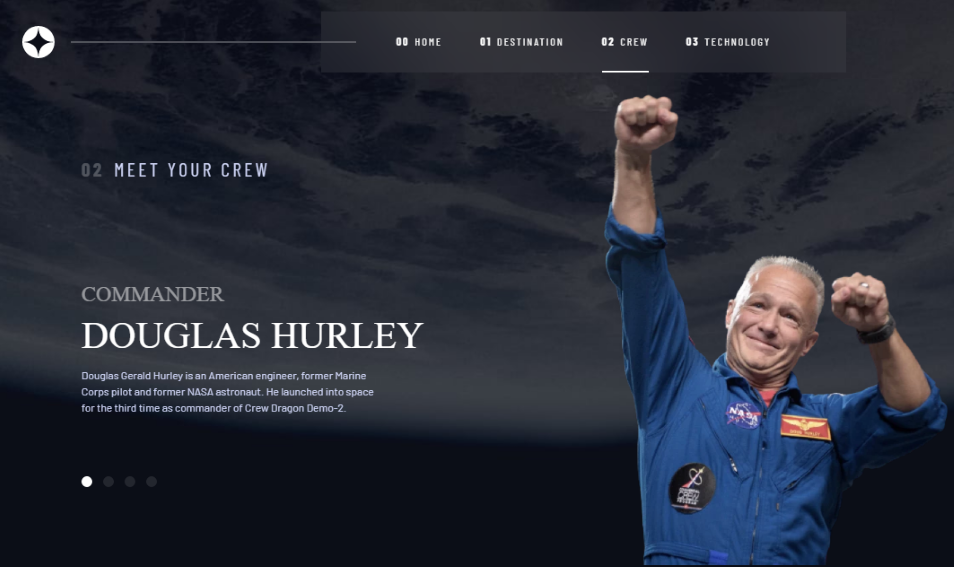 00 HOME 01 DESTINATION 02 CREW 03 TECHNOLOGY
02 MEET YOUR CREW
COMMANDER
DOUGLAS HURLEY
Douglas Gerald Hurley is an American engineer, former Marine
Corps pilot and former NASA astronaut. He launched into space
for the third time as commander of Crew Dragon Demo-2.
NASA